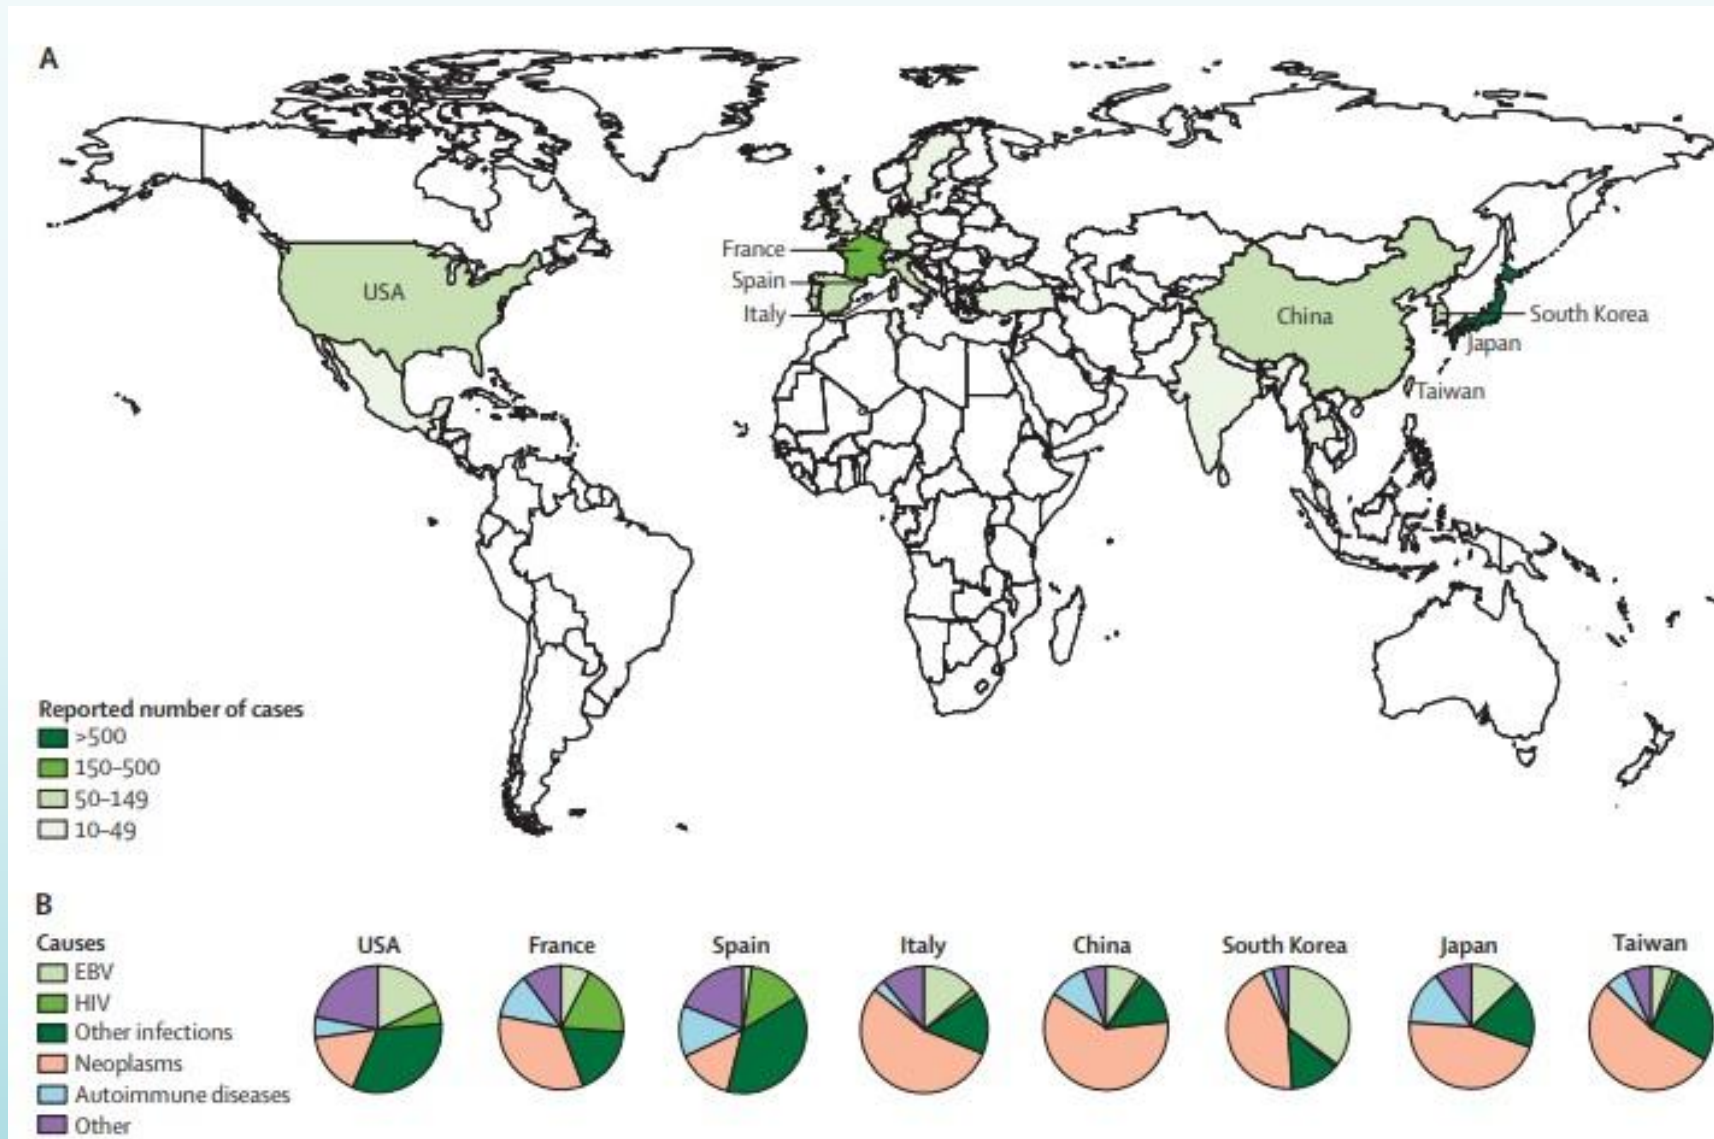 A
France
Spain
Italy
USA
China
South Korea
Japan
Taiwan
Reported number of cases
>500
150–500
50–149
10–49
B
Causes
EBV
HIV
Other infections
Neoplasms
Autoimmune diseases
Other
USA
France
Spain
Italy
China
South Korea
Japan
Taiwan